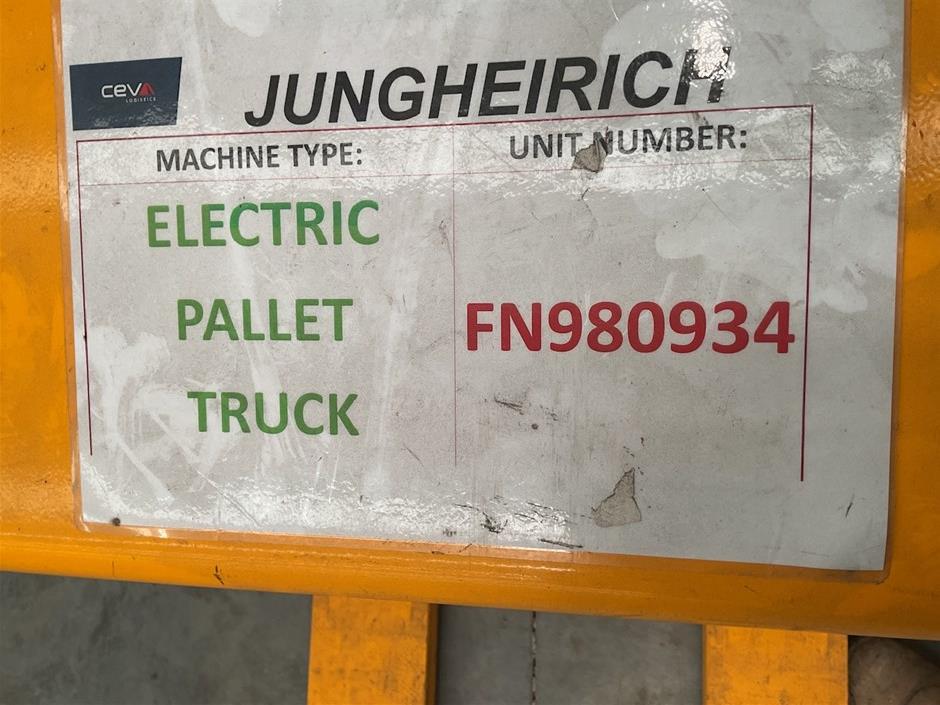 CEVA
LOGISTICS
JUNGHEIRICH
MACHINE TYPE:
UNIT NUMBER:
ELECTRIC
PALLET
TRUCK
FN980934